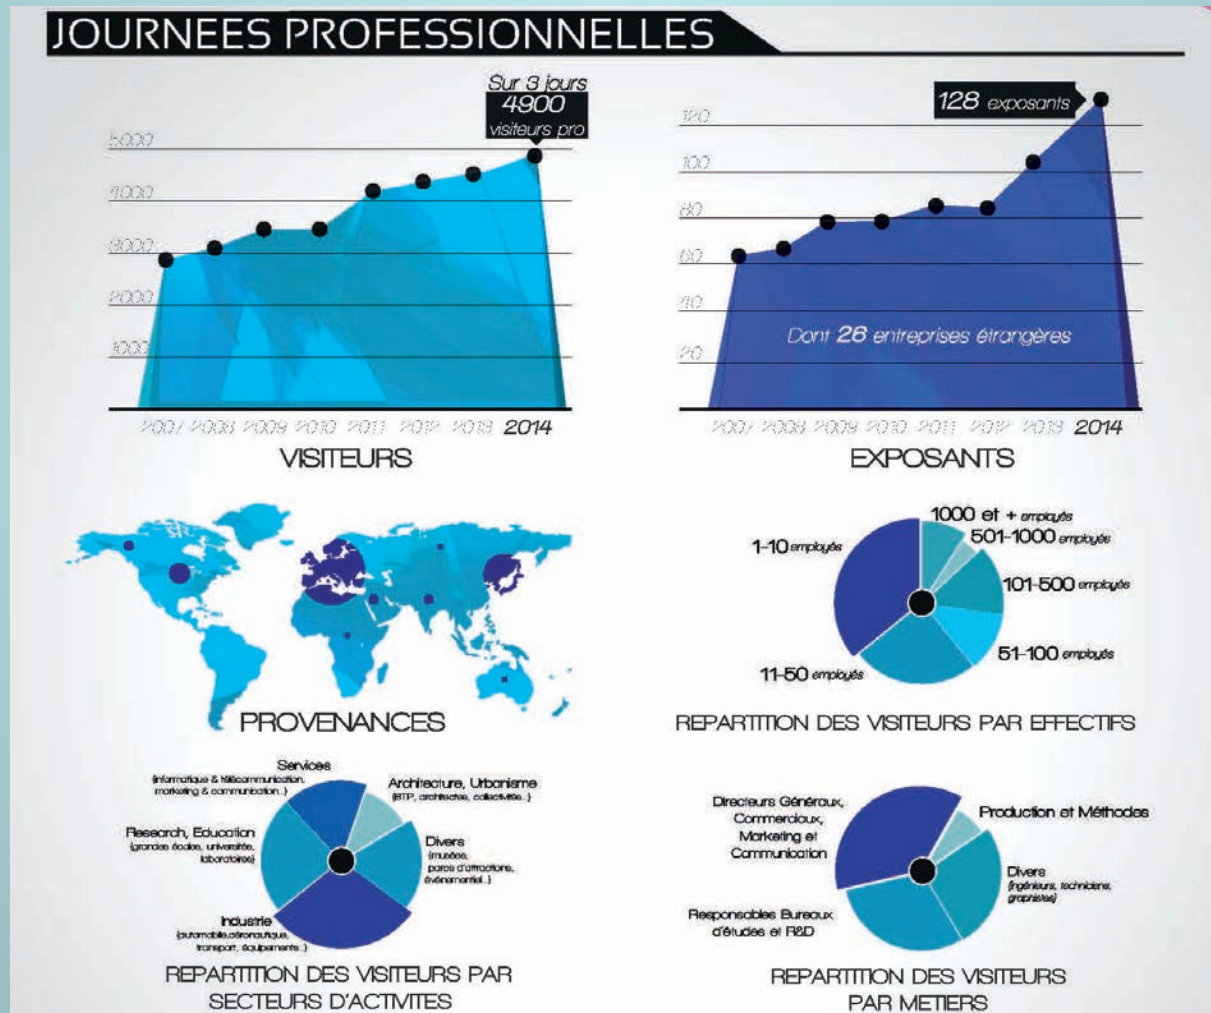 JOURNEES PROFESSIONNELLES
Sur 3 jours
4900
visiteurs pro
5000
4000
3000
2000
1000
2007 2008 2009 2010 2011 2012 2013 2014
VISITEURS
128 exposants
120
100
80
60
40
20
Dont 26 entreprises étrangères
2007 2008 2009 2010 2011 2012 2013 2014
EXPOSANTS
PROVENANCES
1000 et + employés
501-1000 employés
101-500 employés
51-100 employés
11-50 employés
1-10 employés
REPARTITION DES VISITEURS PAR EFFECTIFS
Services
(informatique & télécommunication,
marketing & communication...)
Architecture, Urbanisme
(BTP, architectes, collectivités...)
Research, Education
(grandes écoles, universités,
laboratoires)
Divers
(musées,
parcs d'attractions,
événementiel...)
Industrie
(automobile,aéronautique,
transport, équipements...)
REPARTITION DES VISITEURS PAR
SECTEURS D'ACTIVITES
Directeurs Généraux,
Commerciaux,
Marketing et
Communication
Production et Méthodes
Divers
(ingénieurs, techniciens,
graphistes)
Responsables Bureaux
d'études et R&D
REPARTITION DES VISITEURS
PAR METIERS